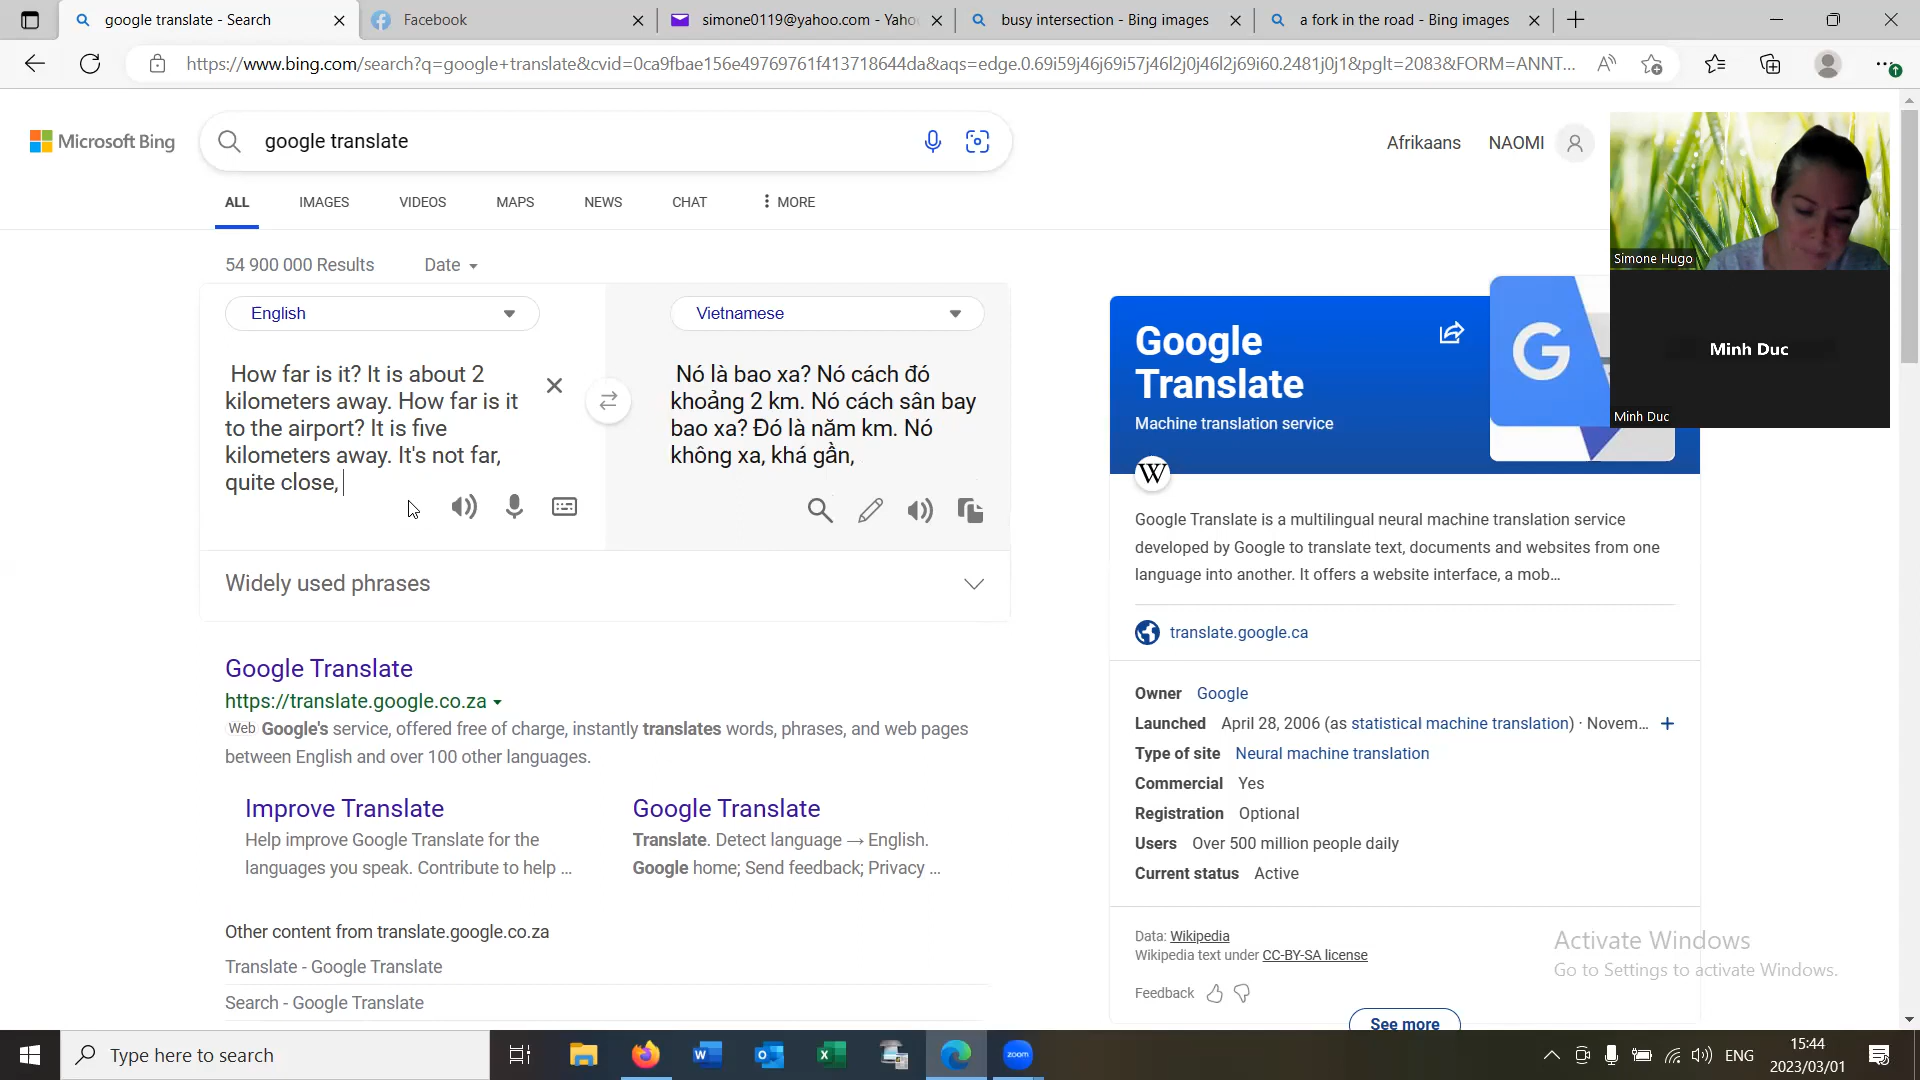 google translate - Search
Facebook
simone0119@yahoo.com - Yaho
busy intersection - Bing images
a fork in the road - Bing images
https://www.bing.com/search?q=google+translate&cvid=0ca9fbae156e49769761f413718644da&aqs=edge.0.69i59j46j69i57j46l2j0j46l2j69i60.2481j0j1&pglt=2083&FORM=ANNT...
Microsoft Bing
google translate
Afrikaans
NAOMI
ALL
IMAGES
VIDEOS
MAPS
NEWS
CHAT
MORE
54 900 000 Results
Date
English
How far is it? It is about 2
kilometers away. How far is it
to the airport? It is five
kilometers away. It's not far,
quite close,
Vietnamese
Nó là bao xa? Nó cách đó
khoảng 2 km. Nó cách sân bay
bao xa? Đó là năm km. Nó
không xa, khá gần,
Widely used phrases
Google Translate
https://translate.google.co.za
Web Google's service, offered free of charge, instantly translates words, phrases, and web pages
between English and over 100 other languages.
Improve Translate
Help improve Google Translate for the
languages you speak. Contribute to help ...
Google Translate
Translate. Detect language → English.
Google home; Send feedback; Privacy ...
Other content from translate.google.co.za
Translate - Google Translate
Search - Google Translate
Google
Translate
Machine translation service
G
W
Google Translate is a multilingual neural machine translation service
developed by Google to translate text, documents and websites from one
language into another. It offers a website interface, a mob...
translate.google.ca
Owner Google
Launched April 28, 2006 (as statistical machine translation) · Novem...
Type of site Neural machine translation
Commercial Yes
Registration Optional
Users Over 500 million people daily
Current status Active
Data: Wikipedia
Wikipedia text under CC-BY-SA license
Feedback
See more
Simone Hugo
Minh Duc
Minh Duc
Activate Windows
Go to Settings to activate Windows.
Type here to search
zoom
ENG
15:44
2023/03/01